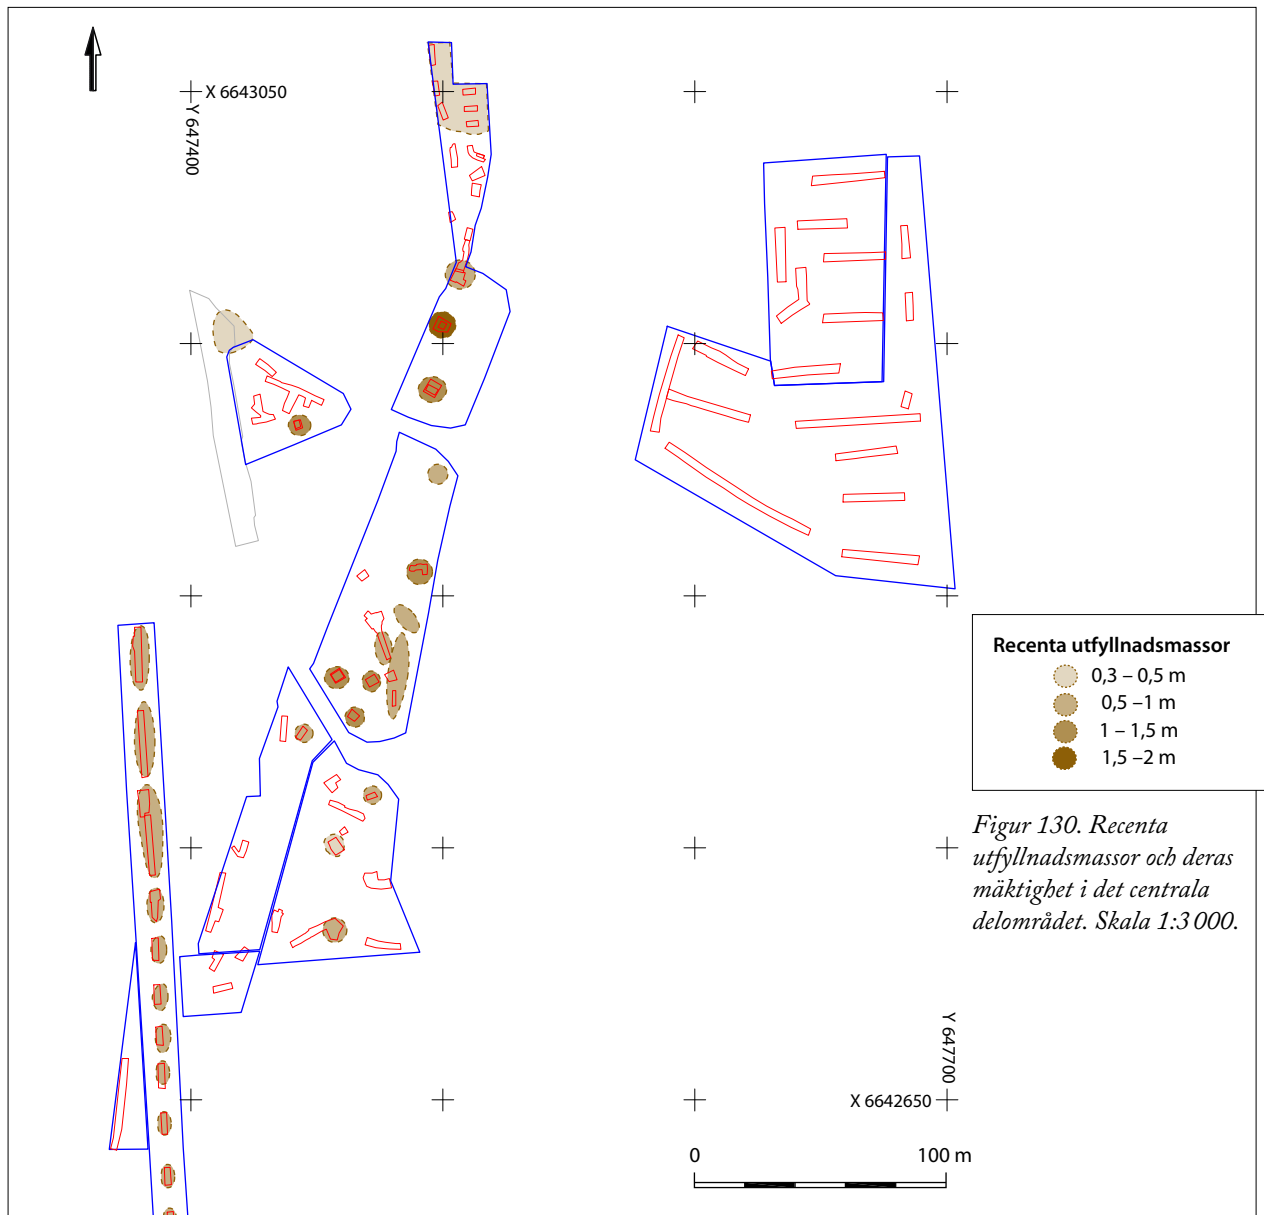 X 6643050
Y 647400
Recenta utfyllnadsmassor
0,3 – 0,5 m
0,5 –1 m
1 – 1,5 m
1,5 –2 m
Figur 130. Recenta
utfyllnadsmassor och deras
mäktighet i det centrala
delområdet. Skala 1:3 000.
Y 647700
X 6642650
0 100 m